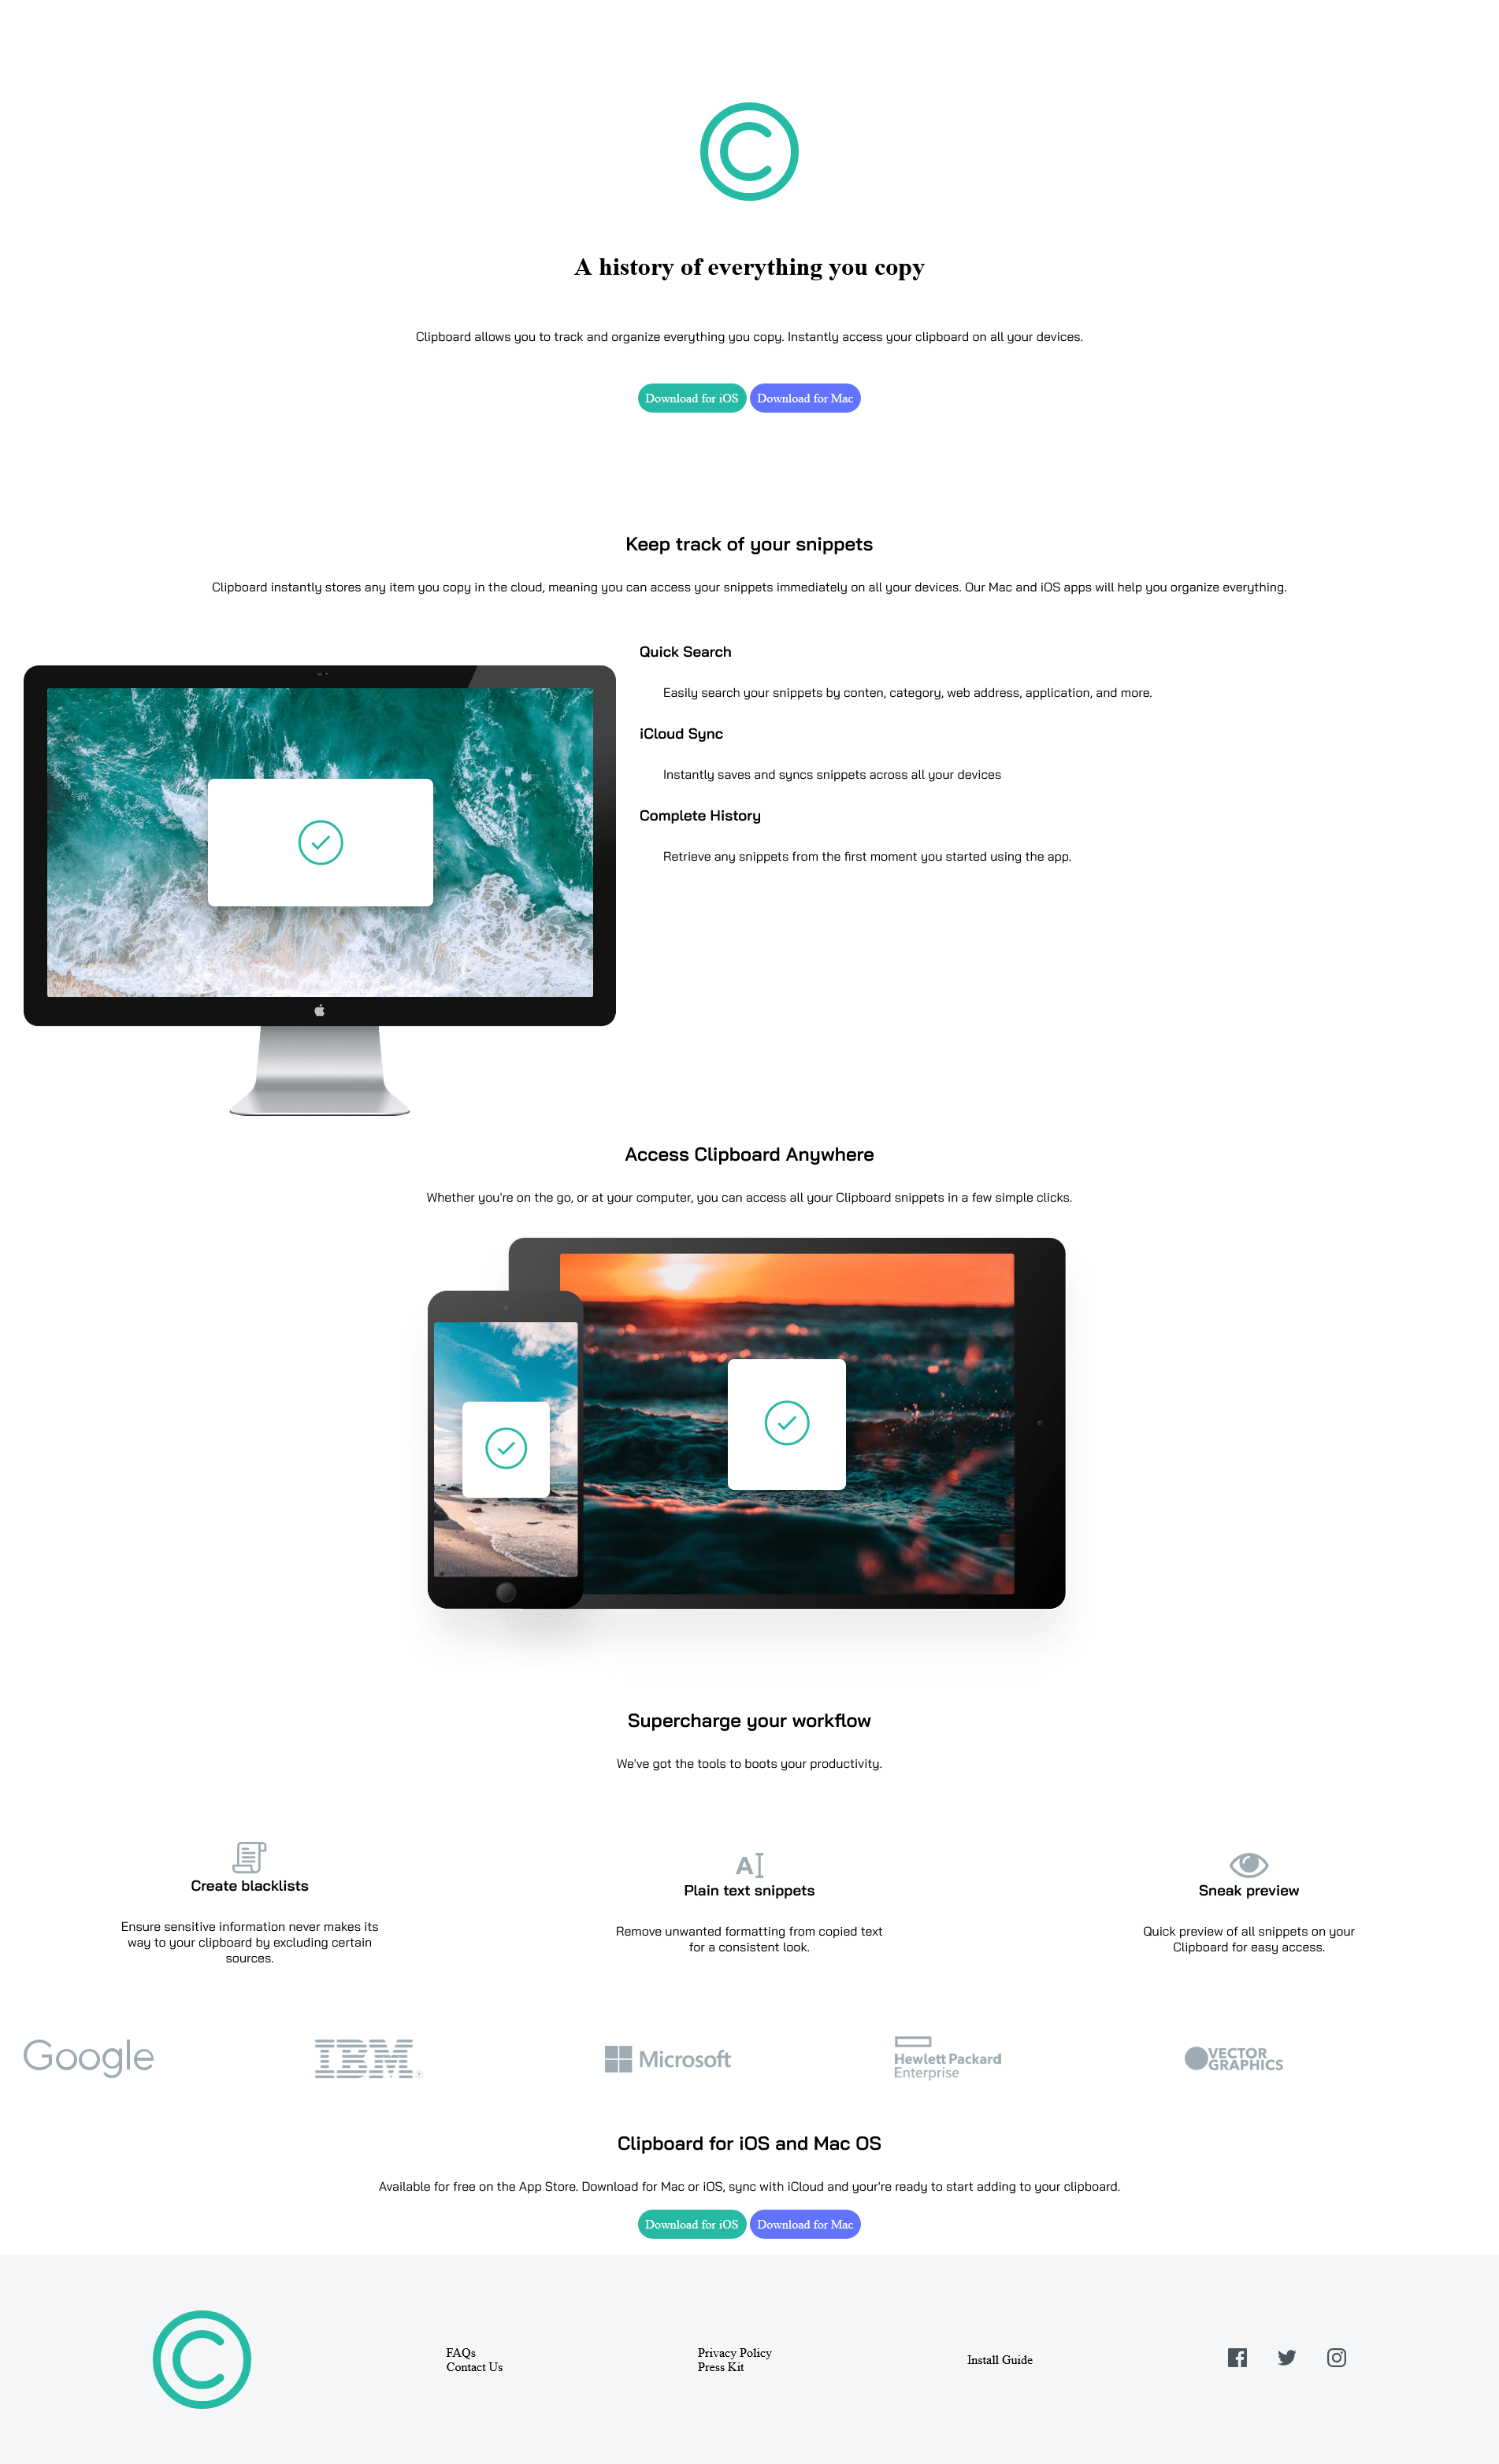 A history of everything you copy
Clipboard allows you to track and organize everything you copy. Instantly access your clipboard on all your devices.
Download for iOS Download for Mac
Keep track of your snippets
Clipboard instantly stores any item you copy in the cloud, meaning you can access your snippets immediately on all your devices. Our Mac and iOS apps will help you organize everything.
Quick Search
Easily search your snippets by conten, category, web address, application, and more.
iCloud Sync
Instantly saves and syncs snippets across all your devices
Complete History
Retrieve any snippets from the first moment you started using the app.
Access Clipboard Anywhere
Whether you're on the go, or at your computer, you can access all your Clipboard snippets in a few simple clicks.
Supercharge your workflow
We've got the tools to boots your productivity.
Create blacklists
Ensure sensitive information never makes its
way to your clipboard by excluding certain
sources.
Plain text snippets
Remove unwanted formatting from copied text
for a consistent look.
Sneak preview
Quick preview of all snippets on your
Clipboard for easy access.
Google
IBM
Microsoft
Hewlett Packard
Enterprise
VECTOR
GRAPHICS
Clipboard for iOS and Mac OS
Available for free on the App Store. Download for Mac or iOS, sync with iCloud and your're ready to start adding to your clipboard.
Download for iOS Download for Mac
FAQs
Contact Us
Privacy Policy
Press Kit
Install Guide